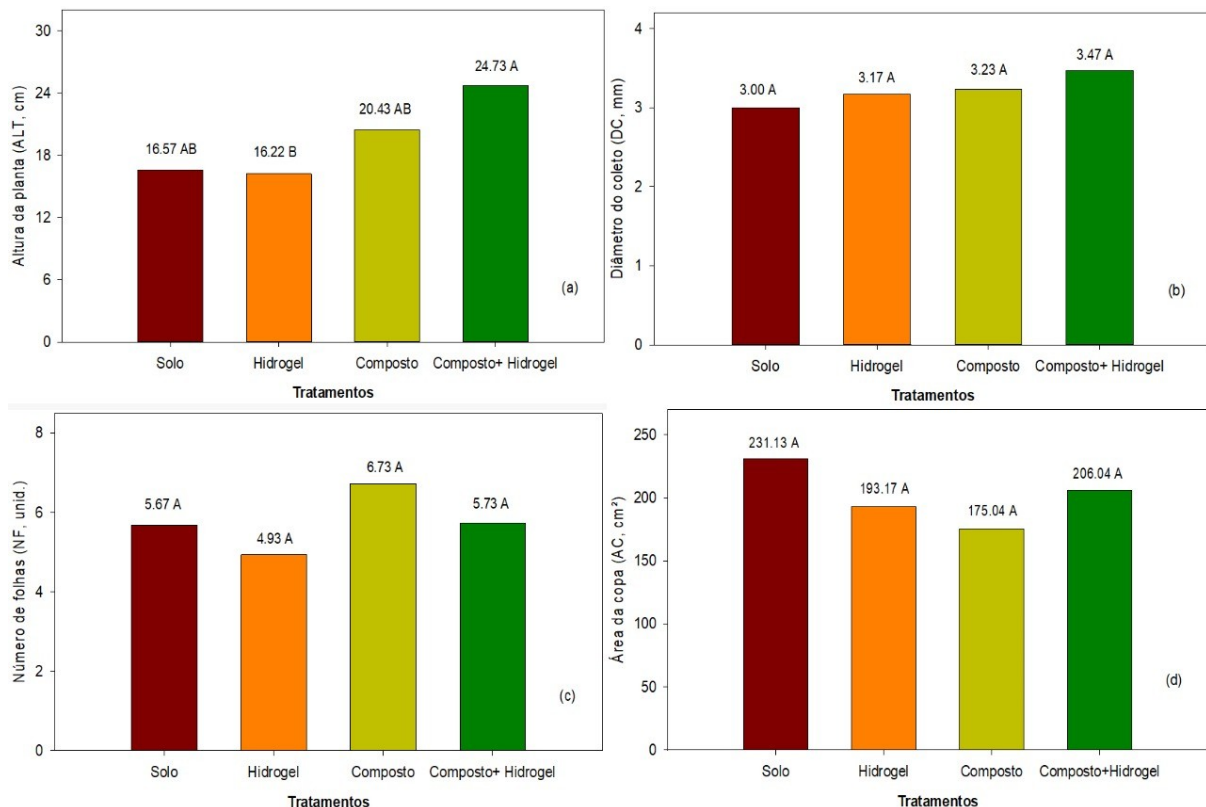 Altura da planta (ALT, cm)
30
24
18
12
6
0
16.57 AB
16.22 B
20.43 AB
24.73 A
(a)
Solo
Hidrogel
Composto
Composto+ Hidrogel
Tratamentos
Diâmetro do coleto (DC, mm)
4
3
2
1
0
3.00 A
3.17 A
3.23 A
3.47 A
(b)
Solo
Hidrogel
Composto
Composto+ Hidrogel
Tratamentos
Número de folhas (NF, unid.)
8
6
4
2
0
5.67 A
4.93 A
6.73 A
5.73 A
(c)
Solo
Hidrogel
Composto
Composto+ Hidrogel
Tratamentos
Área da copa (AC, cm²)
250
200
150
100
50
0
231.13 A
193.17 A
175.04 A
206.04 A
(d)
Solo
Hidrogel
Composto
Composto+Hidrogel
Tratamentos